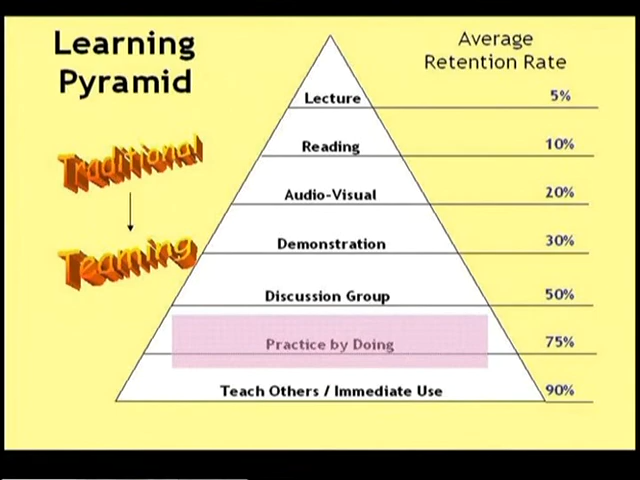 Learning
Pyramid
Average
Retention Rate
Traditional
Teaming
Lecture 5%
Reading 10%
Audio-Visual 20%
Demonstration 30%
Discussion Group 50%
Practice by Doing 75%
Teach Others / Immediate Use 90%